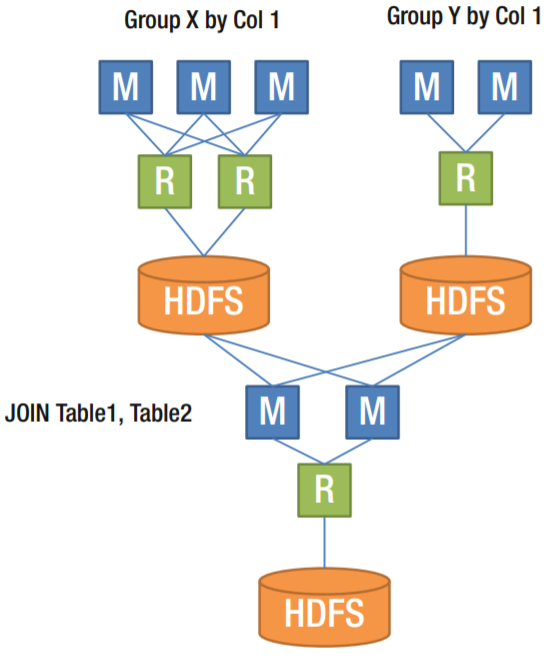 Group X by Col 1
Group Y by Col 1
M M M M M
R R R
HDFS HDFS
JOIN Table1, Table2
M M
R
HDFS